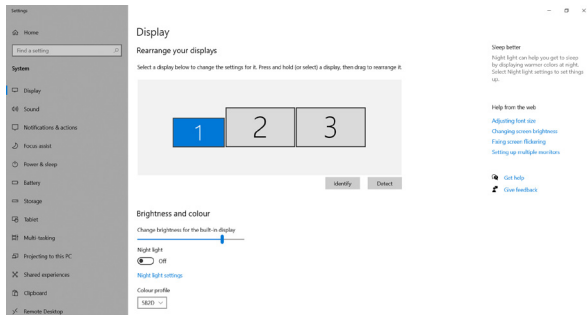 Settings
Home
Find a setting
System
Display
Sound
Notifications & actions
Focus assist
Power & sleep
Battery
Storage
Tablet
Multi-tasking
Projecting to this PC
Shared experiences
Clipboard
Remote Desktop
Display
Rearrange your displays
Select a display below to change the settings for it. Press and hold (or select) a display, then drag to rearrange it.
1 2 3
Identify Detect
Brightness and colour
Change brightness for the built-in display
Night light
Off
Night light settings
Colour profile
Sleep better
Night light can help you get to sleep
by displaying warmer colors at night.
Select Night light settings to set things
up.
Help from the web
Adjusting font size
Changing screen brightness
Fixing screen flickering
Setting up multiple monitors
Get help
Give feedback